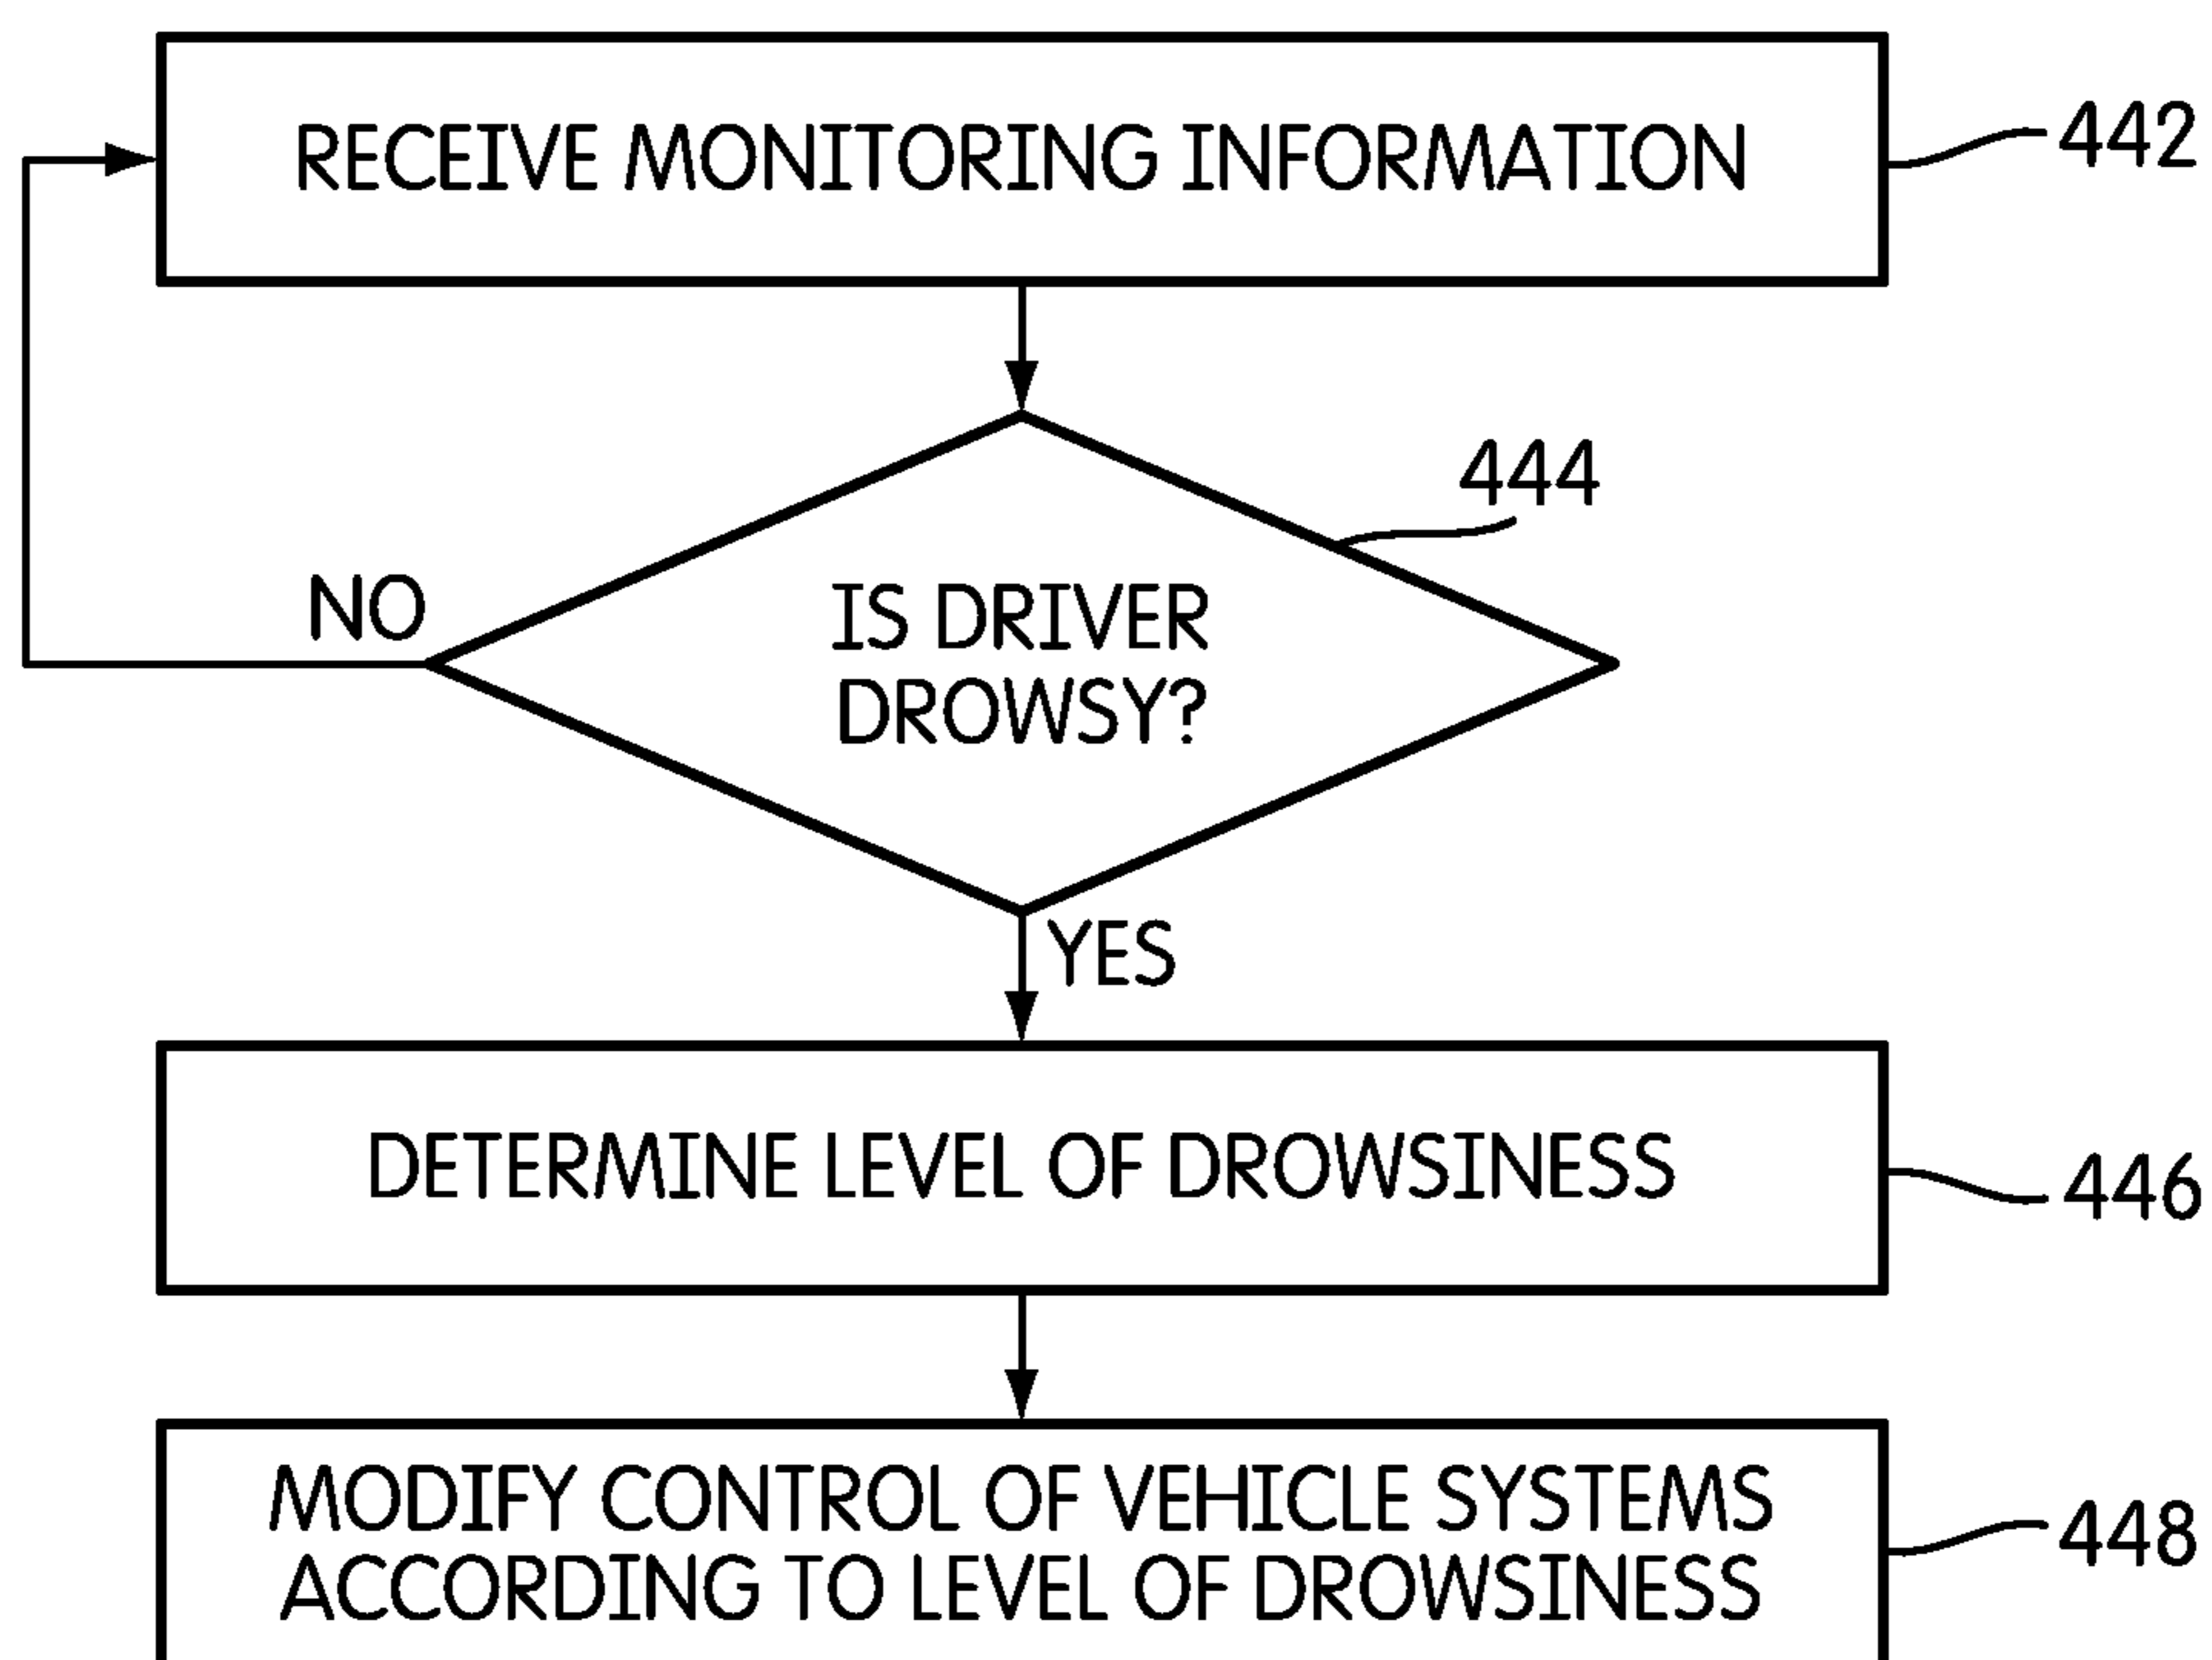 RECEIVE MONITORING INFORMATION
442
444
IS DRIVER
DROWSY?
NO
YES
DETERMINE LEVEL OF DROWSINESS
446
MODIFY CONTROL OF VEHICLE SYSTEMS
ACCORDING TO LEVEL OF DROWSINESS
448